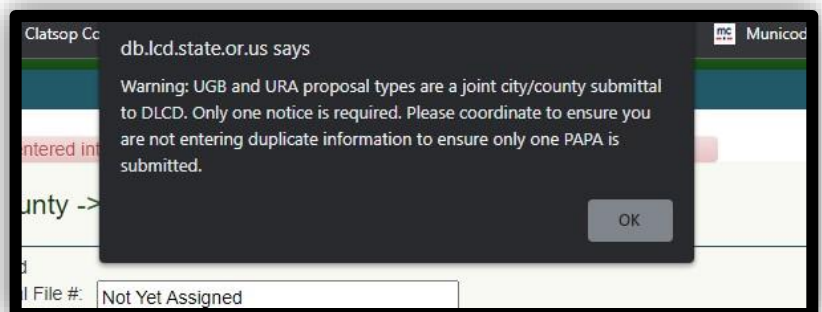 Clatsop Cc
Municod
db.lcd.state.or.us says
Warning: UGB and URA proposal types are a joint city/county submittal
to DLCD. Only one notice is required. Please coordinate to ensure you
are not entering duplicate information to ensure only one PAPA is
submitted.
OK
entered int
unty ->
l File #: Not Yet Assigned